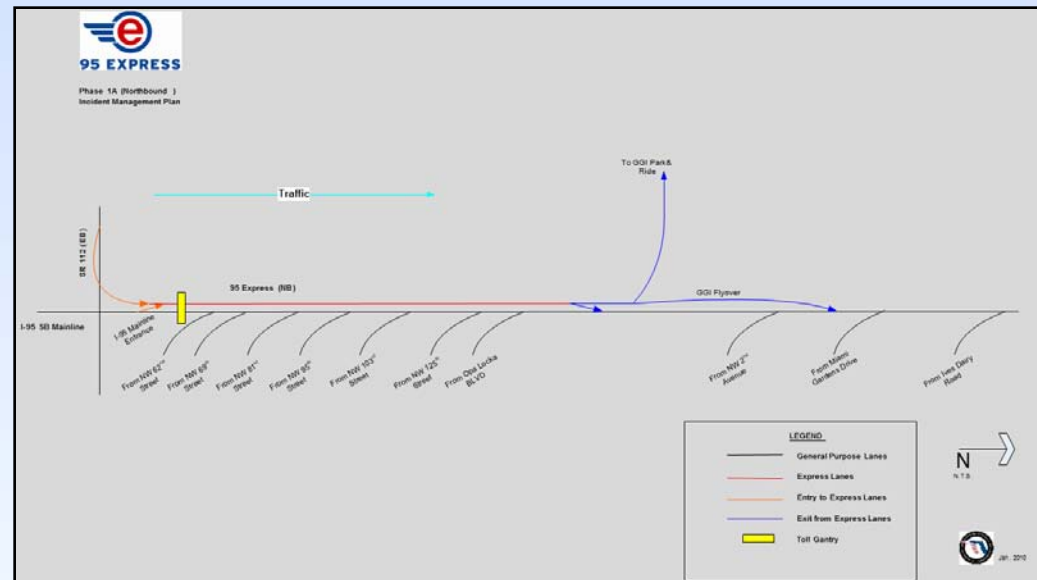 e
95 EXPRESS
Phase 1A (Northbound )
Incident Management Plan
To GGI Park&
Ride
Traffic
SR 112 (EB)
95 Express (NB)
GGI Flyover
I-95 SB Mainline
I-95 Mainline
Entrance
From NW 62nd
Street
From NW 69th
Street
From NW 81st
Street
From NW 95th
Street
From NW 103rd
Street
From NW 125th
Street
From Opa Locka
BLVD
From NW 2nd
Avenue
From Miami
Gardens Drive
From Ives Dairy
Road
LEGEND
General Purpose Lanes
Express Lanes
Entry to Express Lanes
Exit from Express Lanes
Toll Gantry
N
N.T.S.
Jan., 2010